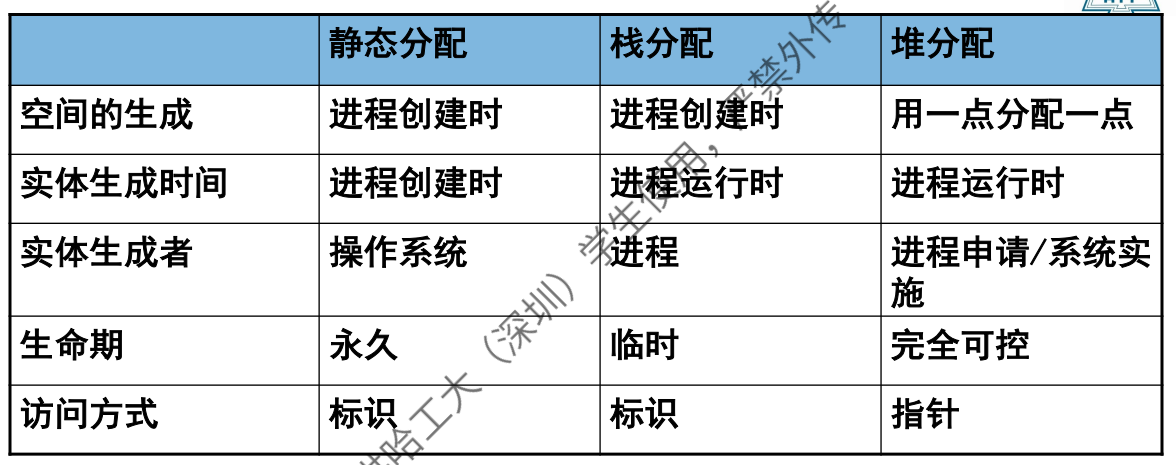 静态分配 栈分配 堆分配
空间的生成 进程创建时 进程创建时 用一点分配一点
实体生成时间 进程创建时 进程运行时 进程运行时
实体生成者 操作系统 进程 进程申请/系统实
施
生命期 永久 临时 完全可控
访问方式 标识 标识 指针
哈工大（深圳）学生使用，严禁外传